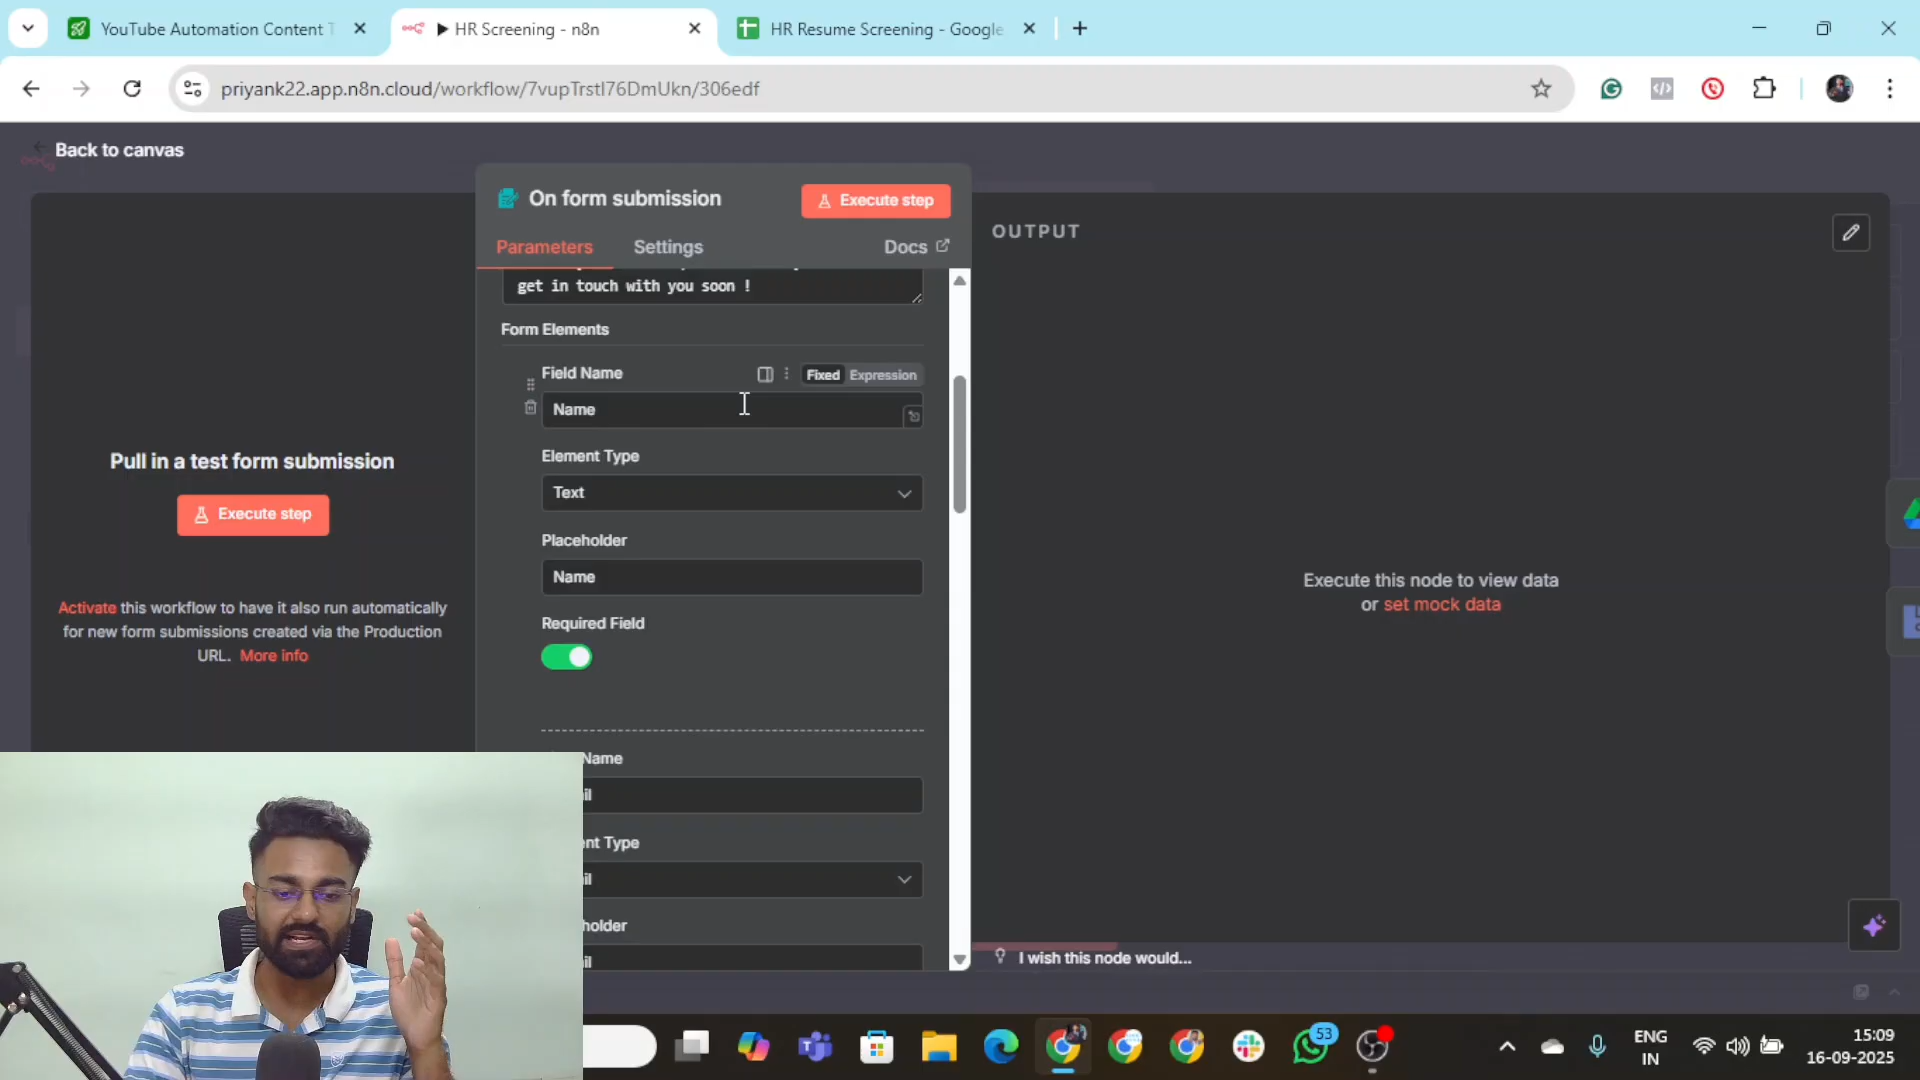 YouTube Automation Content T
HR Screening - n8n
HR Resume Screening - Google
priyank22.app.n8n.cloud/workflow/7vupTrstl76DmUkn/306edf
Back to canvas
On form submission
Execute step
Parameters
Settings
Docs
OUTPUT
get in touch with you soon !
Form Elements
Field Name
Fixed
Expression
Name
Element Type
Text
Placeholder
Name
Required Field
Name
il
nt Type
il
holder
il
Pull in a test form submission
Execute step
Activate this workflow to have it also run automatically
for new form submissions created via the Production
URL. More info
Execute this node to view data
or set mock data
I wish this node would...
53
ENG
IN
15:09
16-09-2025